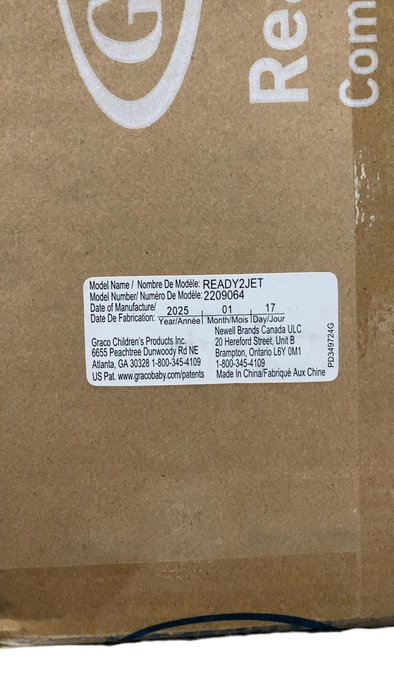 G
Rea
Com
Model Name / Nombre De Modèle: READY2JET
Model Number/ Numéro De Modèle: 2209064
Date of Manufacture/
Date De Fabrication:
2025 01 17
Year/Année Month/Mois Day/Jour
Graco Children's Products Inc.
6655 Peachtree Dunwoody Rd NE
Atlanta, GA 30328 1-800-345-4109
US Pat. www.gracobaby.com/patents
Newell Brands Canada ULC
20 Hereford Street, Unit B
Brampton, Ontario L6Y 0M1
1-800-345-4109
Made In China/Fabriqué Aux Chine
PD349724G